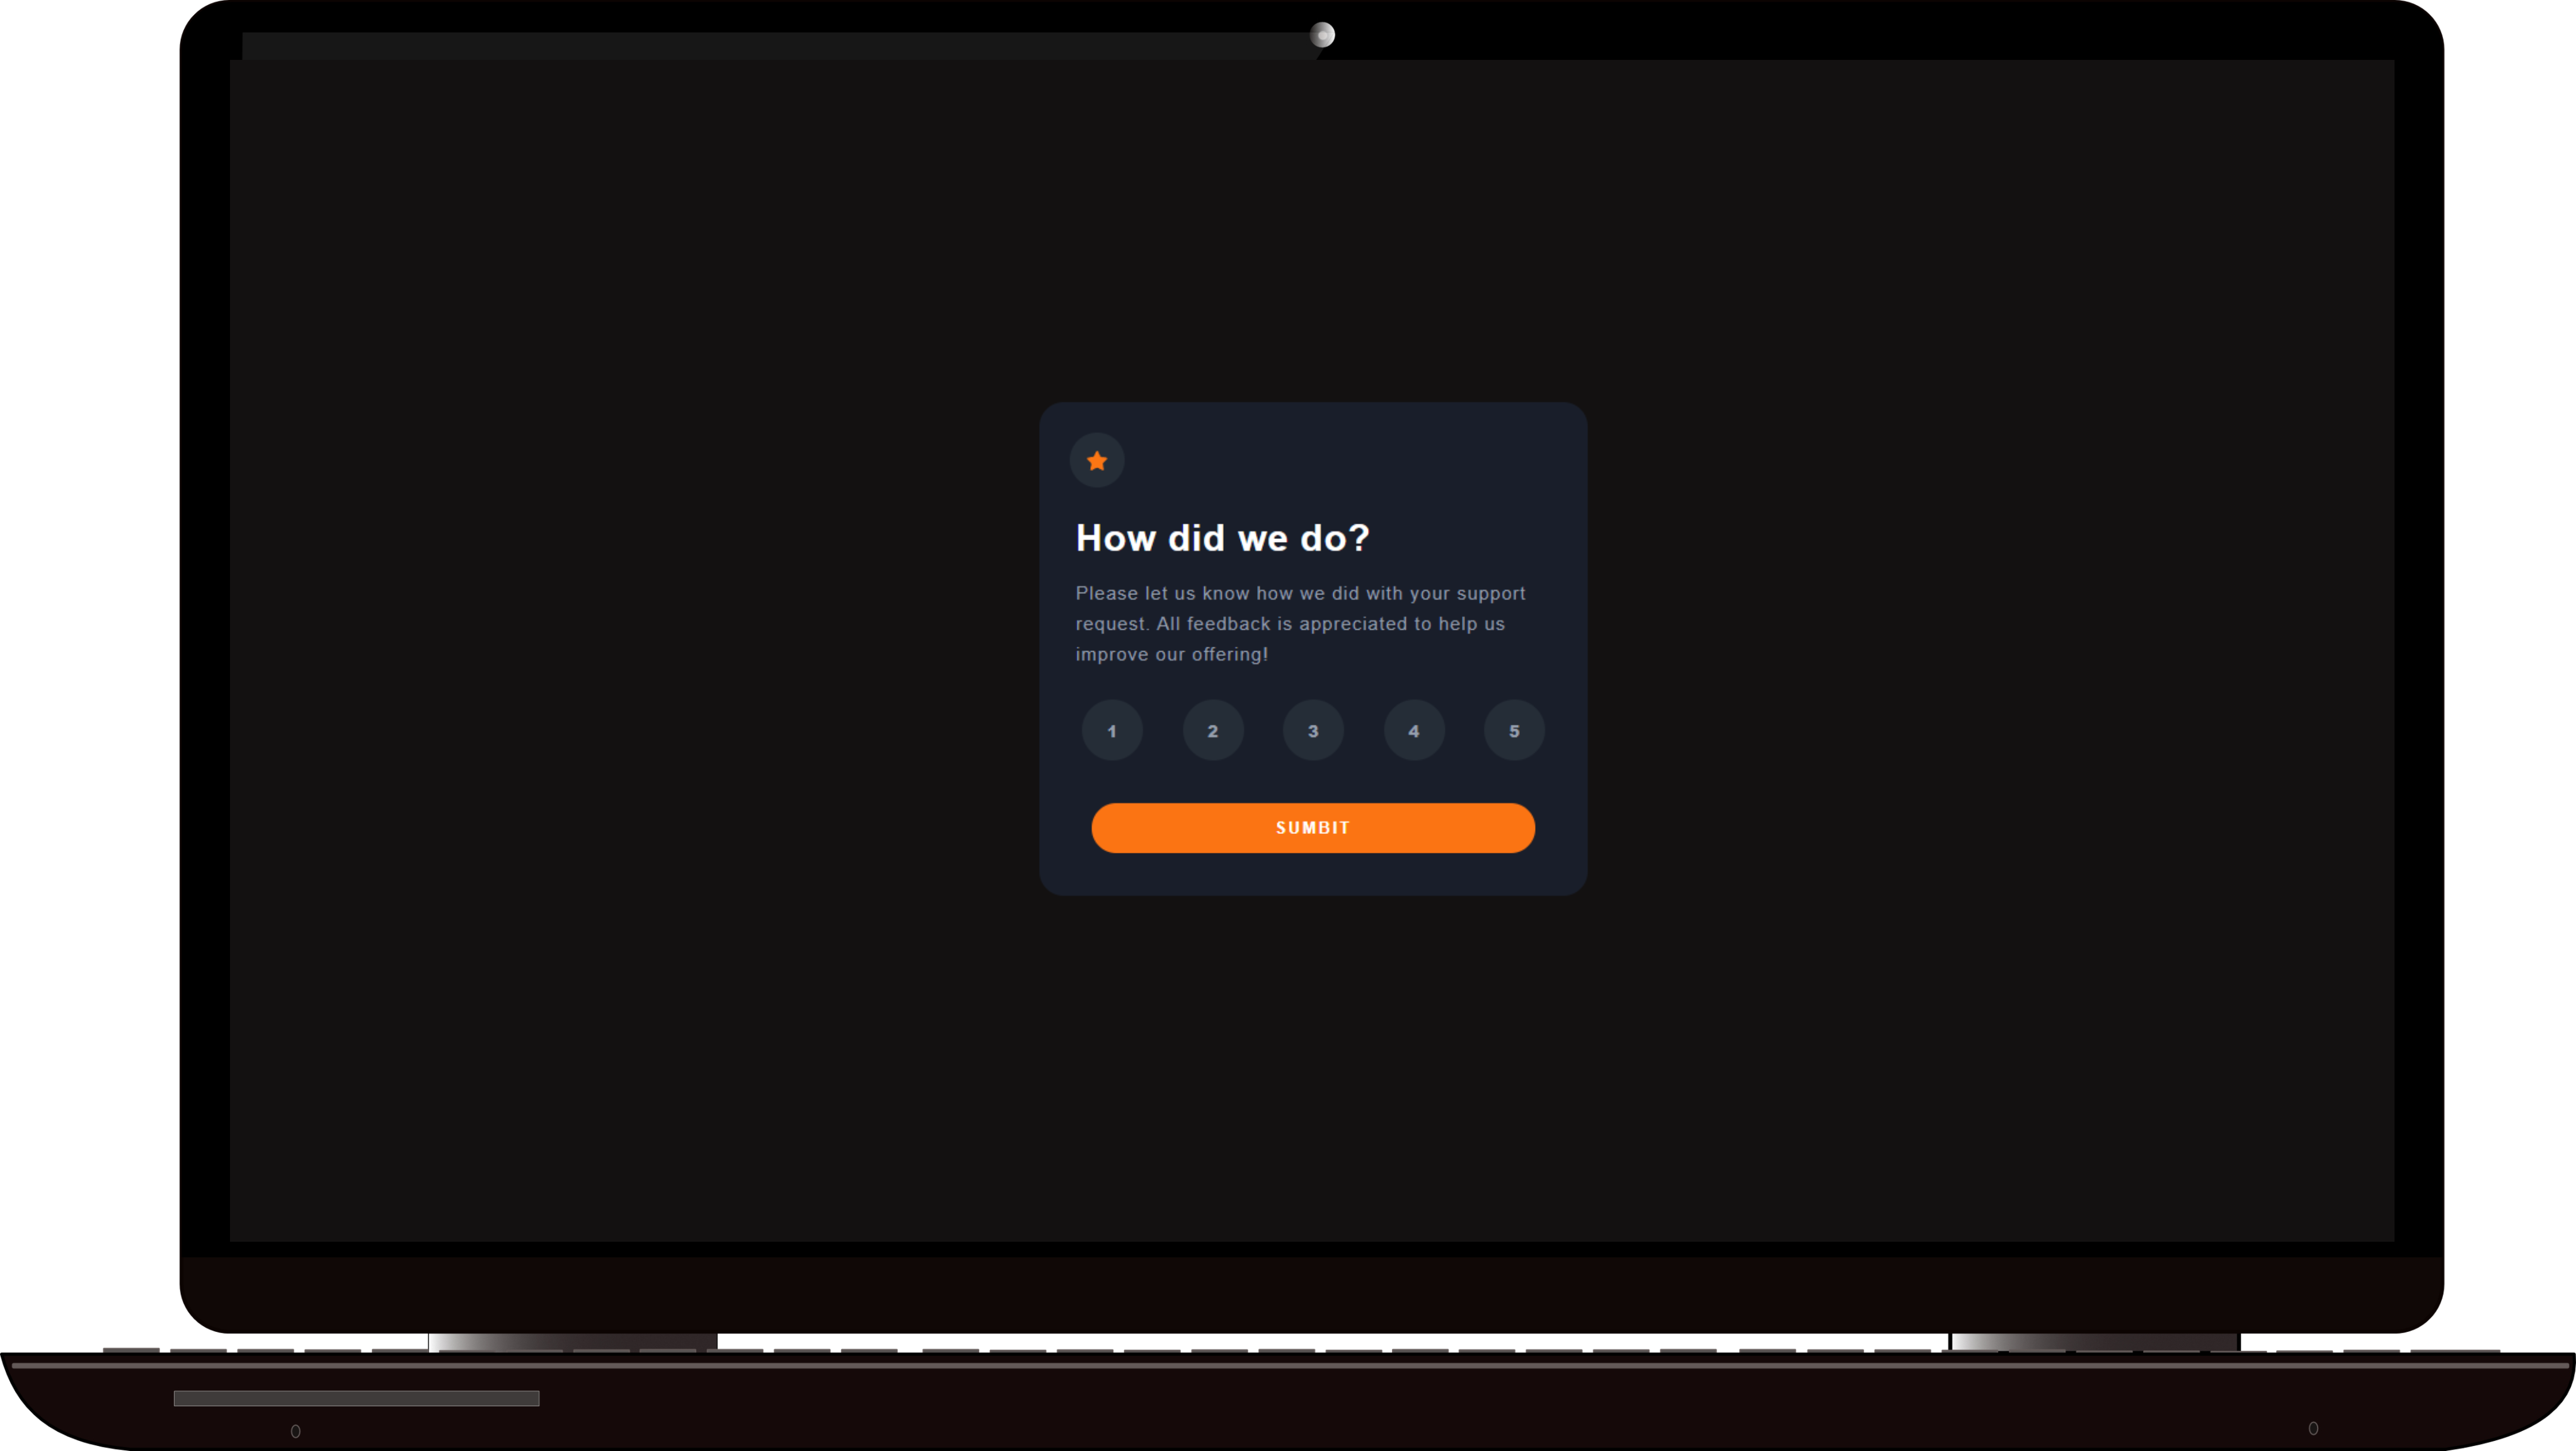 How did we do?
Please let us know how we did with your support
request. All feedback is appreciated to help us
improve our offering!
1 2 3 4 5
SUMBIT